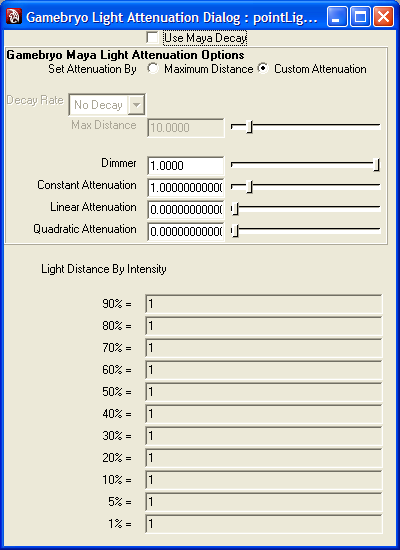 Gamebryo Light Attenuation Dialog : pointLig...
Use Maya Decay
Gamebryo Maya Light Attenuation Options
Set Attenuation By Maximum Distance Custom Attenuation
Decay Rate No Decay
Max Distance 10.0000
Dimmer 1.0000
Constant Attenuation 1.00000000000
Linear Attenuation 0.00000000000
Quadratic Attenuation 0.00000000000
Light Distance By Intensity
90% = 1
80% = 1
70% = 1
60% = 1
50% = 1
40% = 1
30% = 1
20% = 1
10% = 1
5% = 1
1% = 1